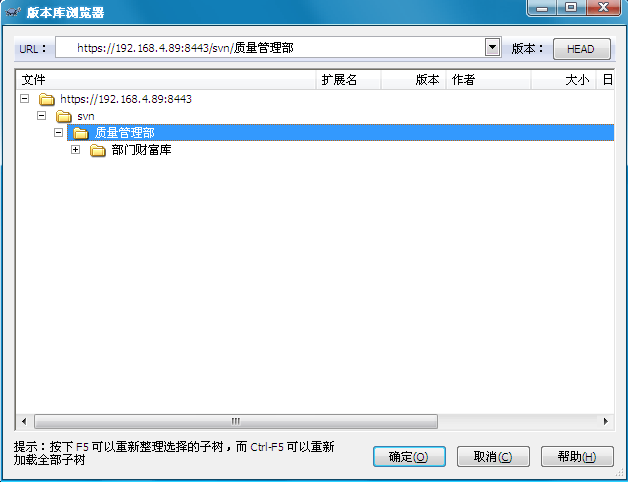 版本库浏览器
URL： https://192.168.4.89:8443/svn/质量管理部 版本： HEAD
文件 扩展名 版本 作者 大小 日
https://192.168.4.89:8443
svn
质量管理部
部门财富库
提示：按下 F5 可以重新整理选择的子树，而 Ctrl-F5 可以重新
加载全部子树
确定(O) 取消(C) 帮助(H)